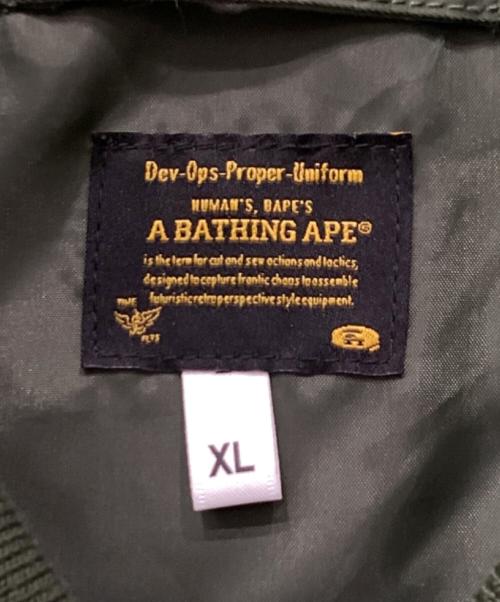 Dev-Ops-Proper-Uniform
HUMAN'S, BAPE'S
A BATHING APE®
is the term for cut and sew actions and tactics,
designed to capture frantic chaos to assemble
futuristic retro perspective style equipment.
XL